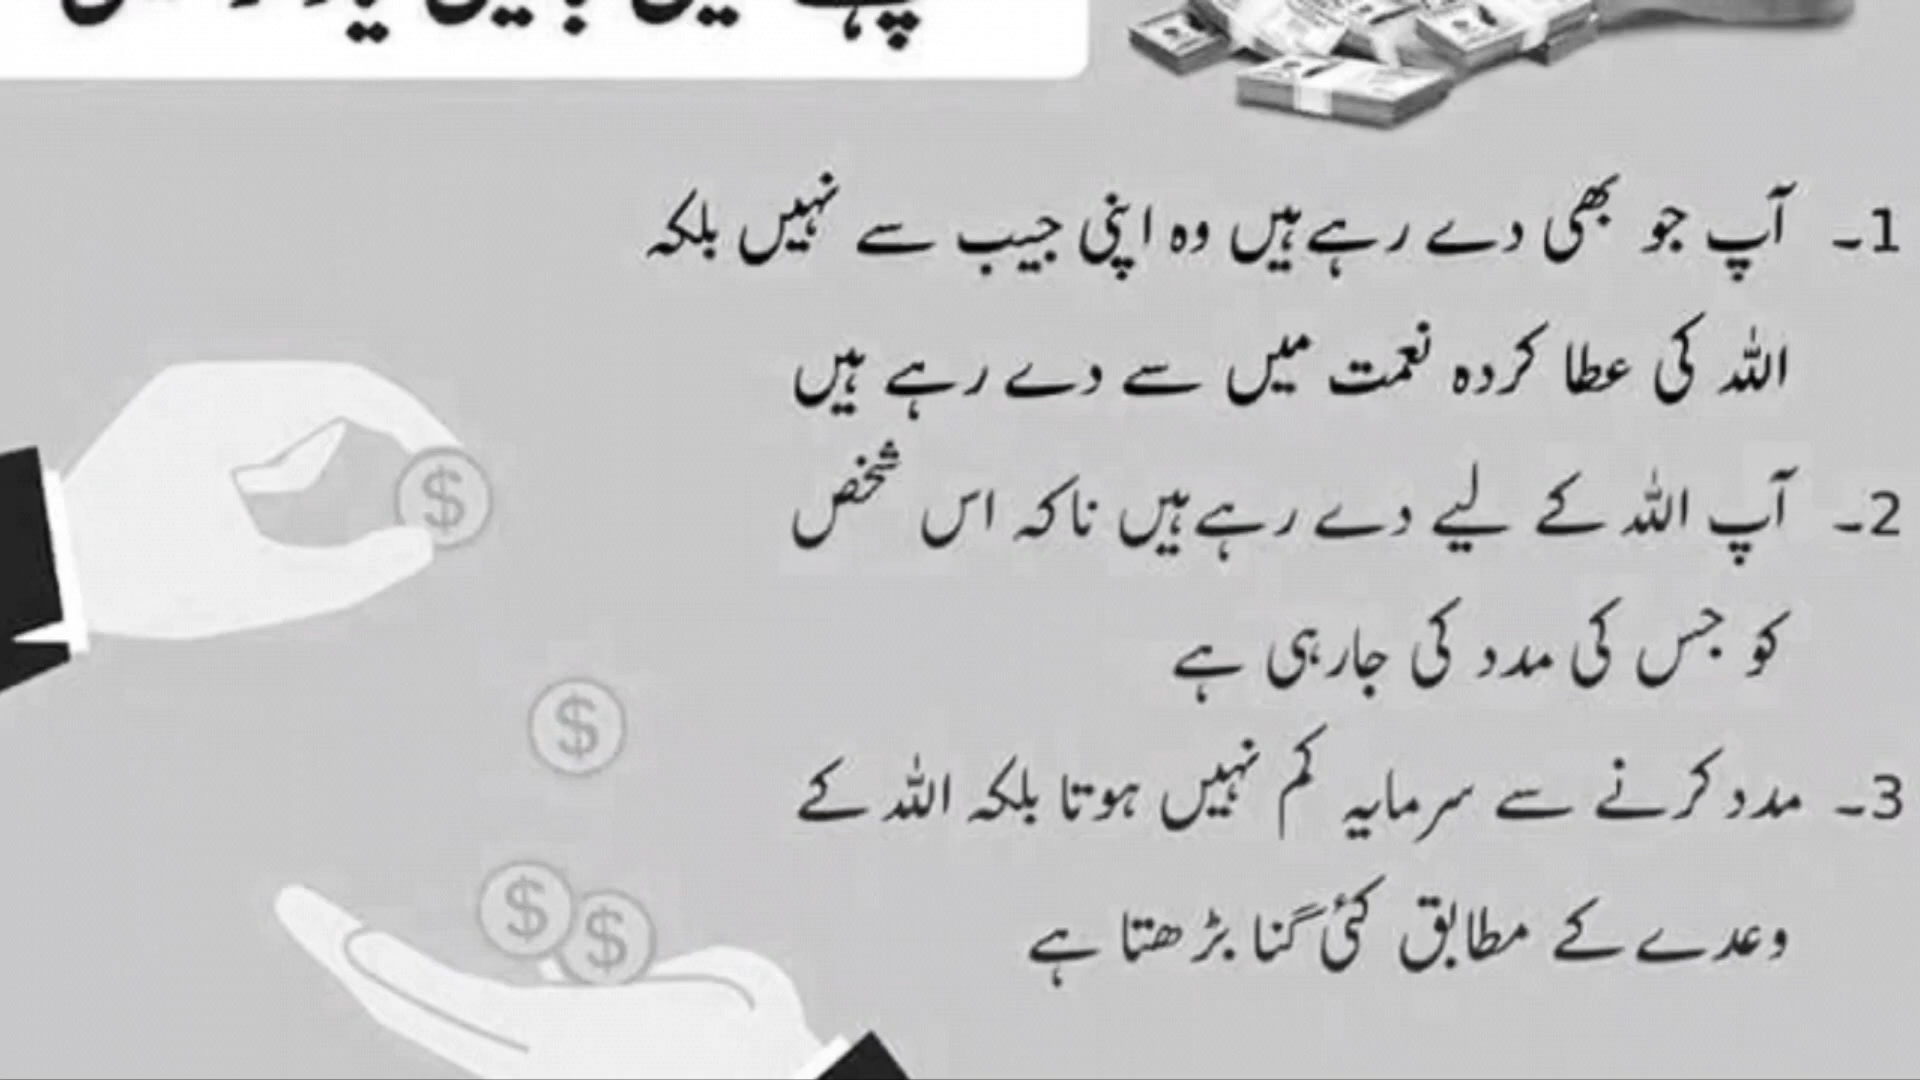 1۔ آپ جو بھی دے رہے ہیں وہ اپنی جیب سے نہیں بلکہ
اللہ کی عطا کردہ نعمت میں سے دے رہے ہیں
2۔ آپ اللہ کے لیے دے رہے ہیں ناکہ اس شخص
کو جس کی مدد کی جارہی ہے
3۔ مدد کرنے سے سرمایہ کم نہیں ہوتا بلکہ اللہ کے
وعدے کے مطابق کئی گنا بڑھتا ہے